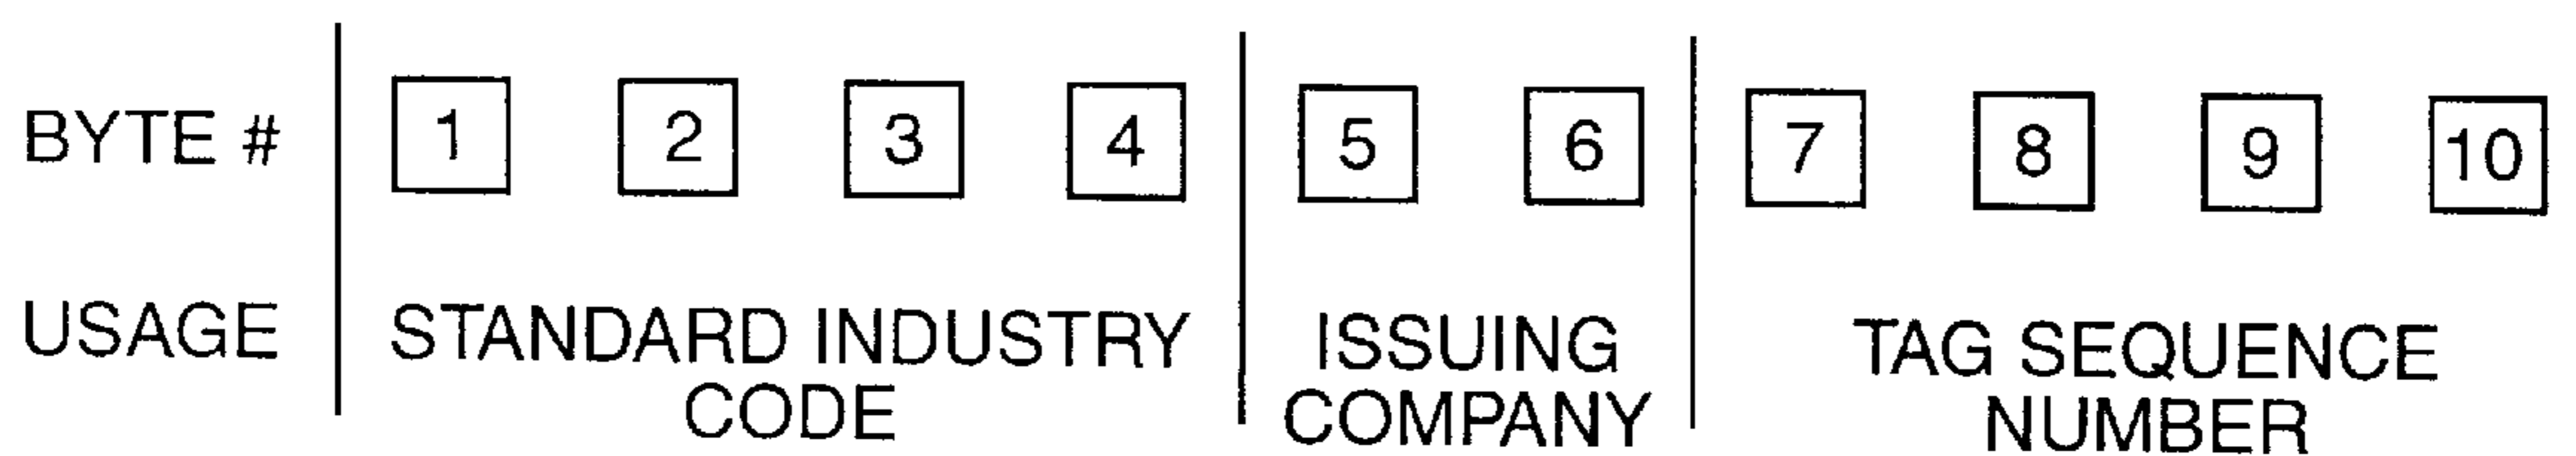 BYTE # 1 2 3 4 5 6 7 8 9 10
USAGE STANDARD INDUSTRY ISSUING TAG SEQUENCE
CODE COMPANY NUMBER